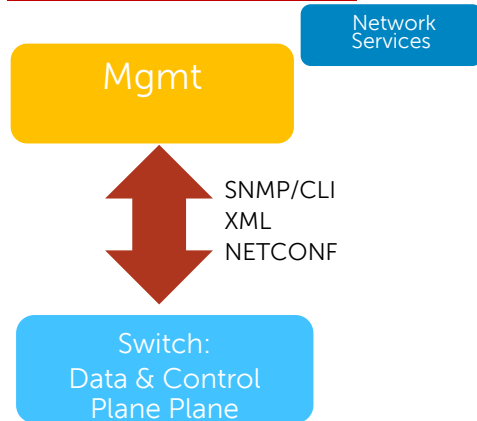 Network
Services
Mgmt
SNMP/CLI
XML
NETCONF
Switch:
Data & Control
Plane Plane